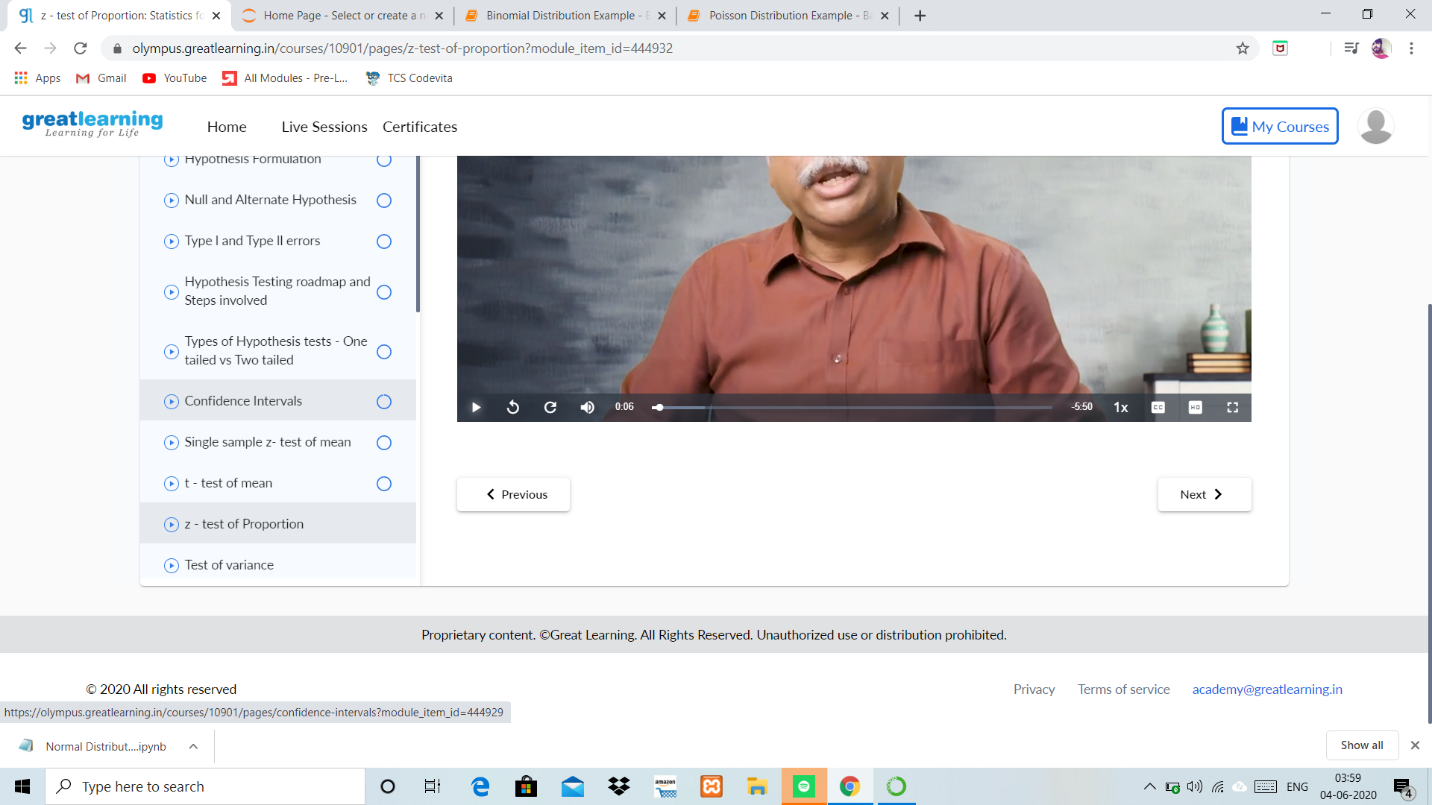 z - test of Proportion: Statistics fo
Home Page - Select or create a n
Binomial Distribution Example - E
Poisson Distribution Example - Ba
olympus.greatlearning.in/courses/10901/pages/z-test-of-proportion?module_item_id=444932
Apps
Gmail
YouTube
All Modules - Pre-L...
TCS Codevita
greatlearning
Learning for Life
Home
Live Sessions
Certificates
My Courses
Hypothesis Formulation
Null and Alternate Hypothesis
Type I and Type II errors
Hypothesis Testing roadmap and
Steps involved
Types of Hypothesis tests - One
tailed vs Two tailed
Confidence Intervals
Single sample z- test of mean
t - test of mean
z - test of Proportion
Test of variance
0:06
-5:50
1x
CC
HD
Previous
Next
Proprietary content. ©Great Learning. All Rights Reserved. Unauthorized use or distribution prohibited.
© 2020 All rights reserved
Privacy
Terms of service
academy@greatlearning.in
https://olympus.greatlearning.in/courses/10901/pages/confidence-intervals?module_item_id=444929
Normal Distribut....ipynb
Show all
Type here to search
amazon
ENG
03:59
04-06-2020
4